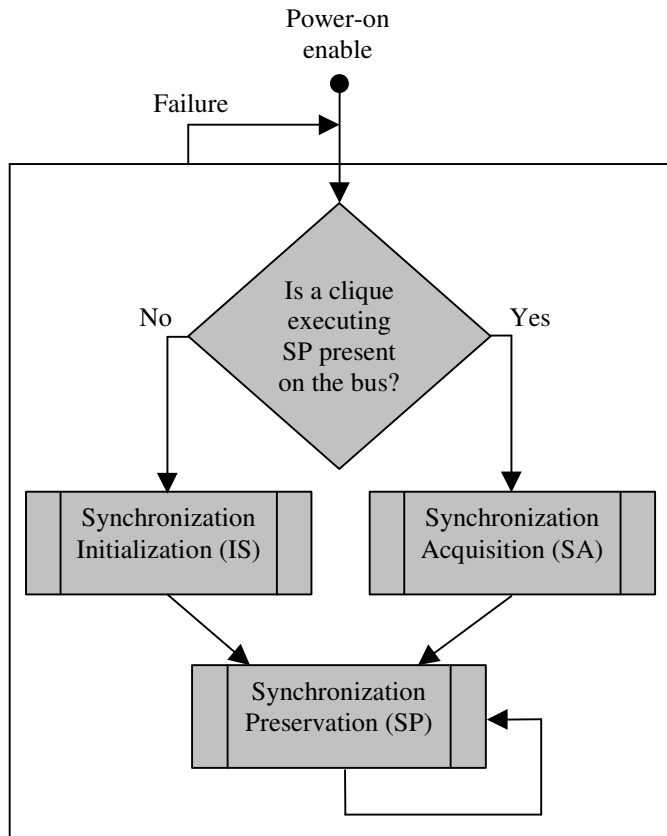 Power-on
enable
Failure
Is a clique
executing
SP present
on the bus?
No
Yes
Synchronization
Initialization (IS)
Synchronization
Acquisition (SA)
Synchronization
Preservation (SP)